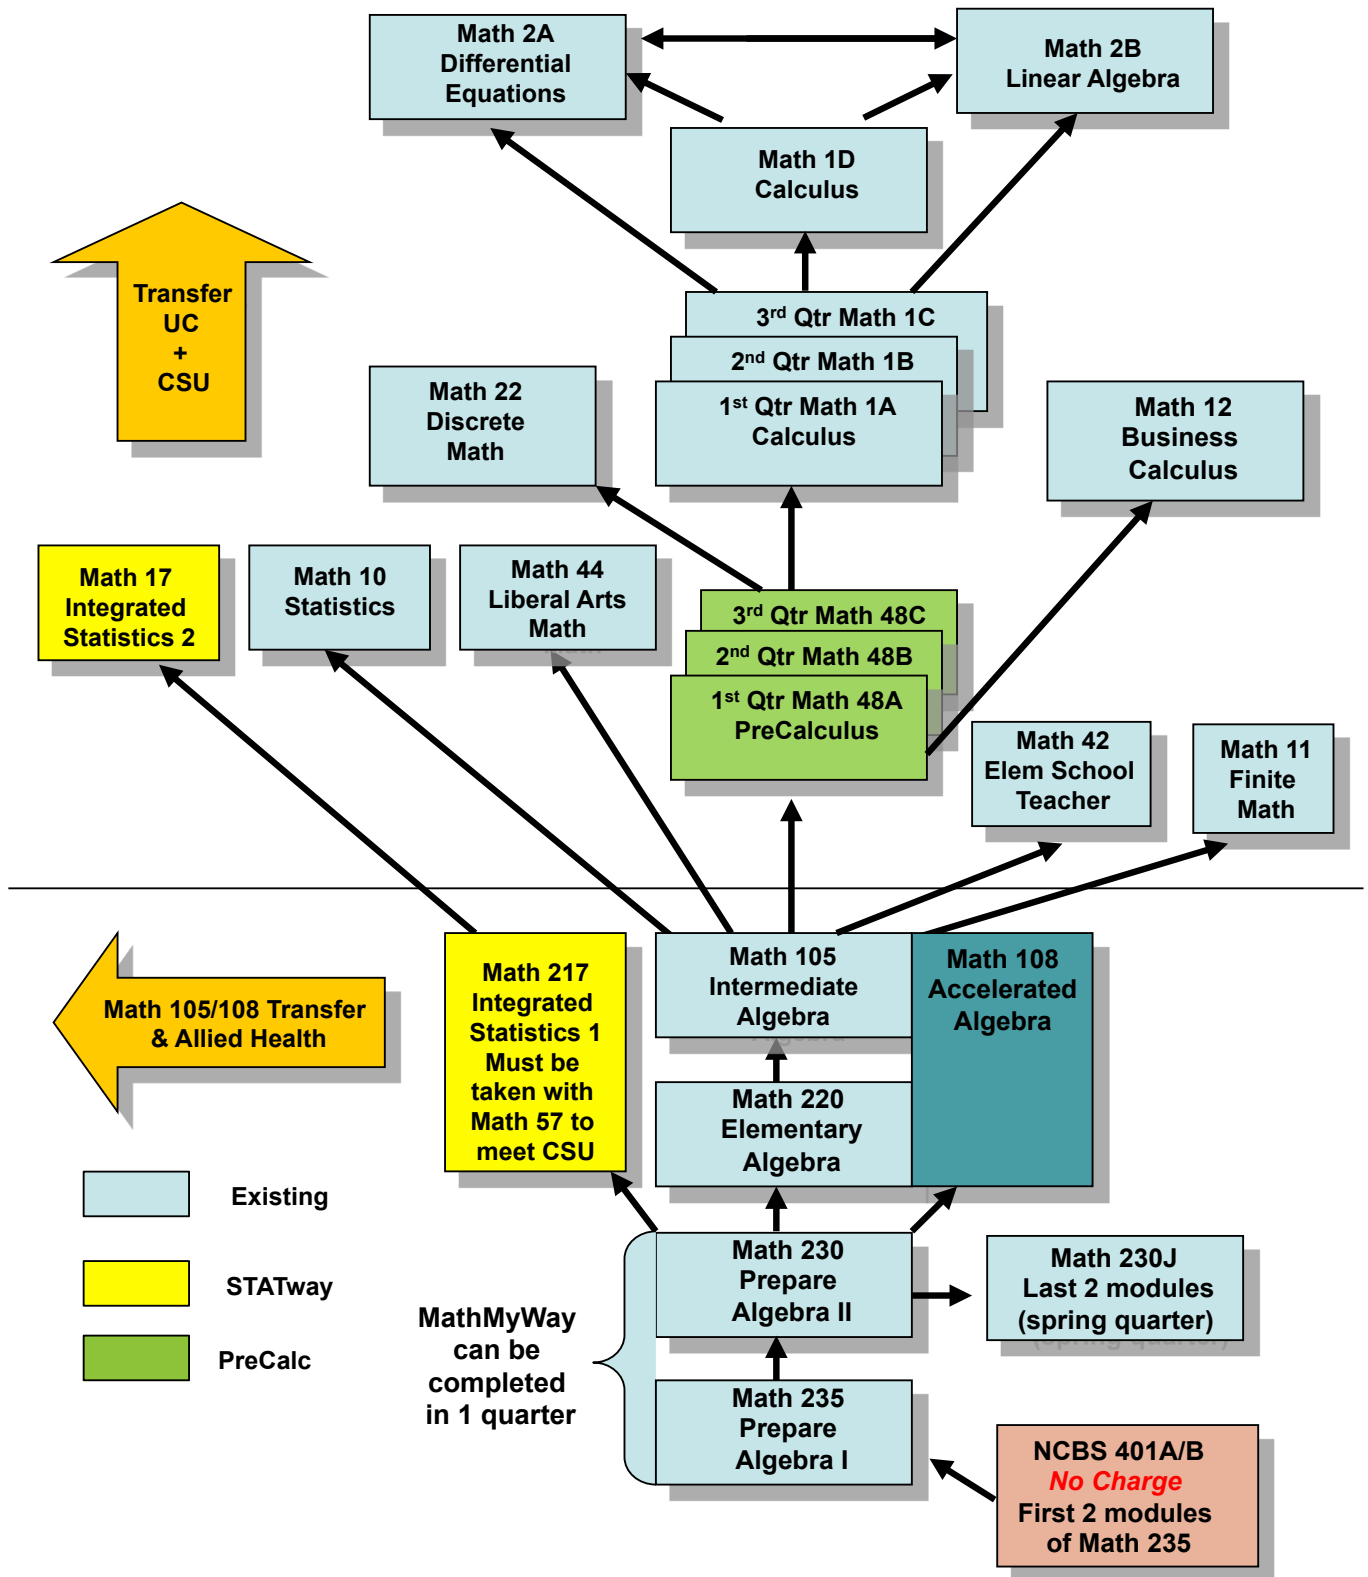 Math 2A
Differential
Equations
Math 2B
Linear Algebra
Math 1D
Calculus
Transfer
UC
+
CSU
3rd Qtr Math 1C
2nd Qtr Math 1B
1st Qtr Math 1A
Calculus
Math 22
Discrete
Math
Math 12
Business
Calculus
Math 17
Integrated
Statistics 2
Math 10
Statistics
Math 44
Liberal Arts
Math
3rd Qtr Math 48C
2nd Qtr Math 48B
1st Qtr Math 48A
PreCalculus
Math 42
Elem School
Teacher
Math 11
Finite
Math
Math 105/108 Transfer
& Allied Health
Math 217
Integrated
Statistics 1
Must be
taken with
Math 57 to
meet CSU
Math 105
Intermediate
Algebra
Math 108
Accelerated
Algebra
Math 220
Elementary
Algebra
Existing
STATway
PreCalc
MathMyWay
can be
completed
in 1 quarter
Math 230
Prepare
Algebra II
Math 230J
Last 2 modules
(spring quarter)
Math 235
Prepare
Algebra I
NCBS 401A/B
No Charge
First 2 modules
of Math 235